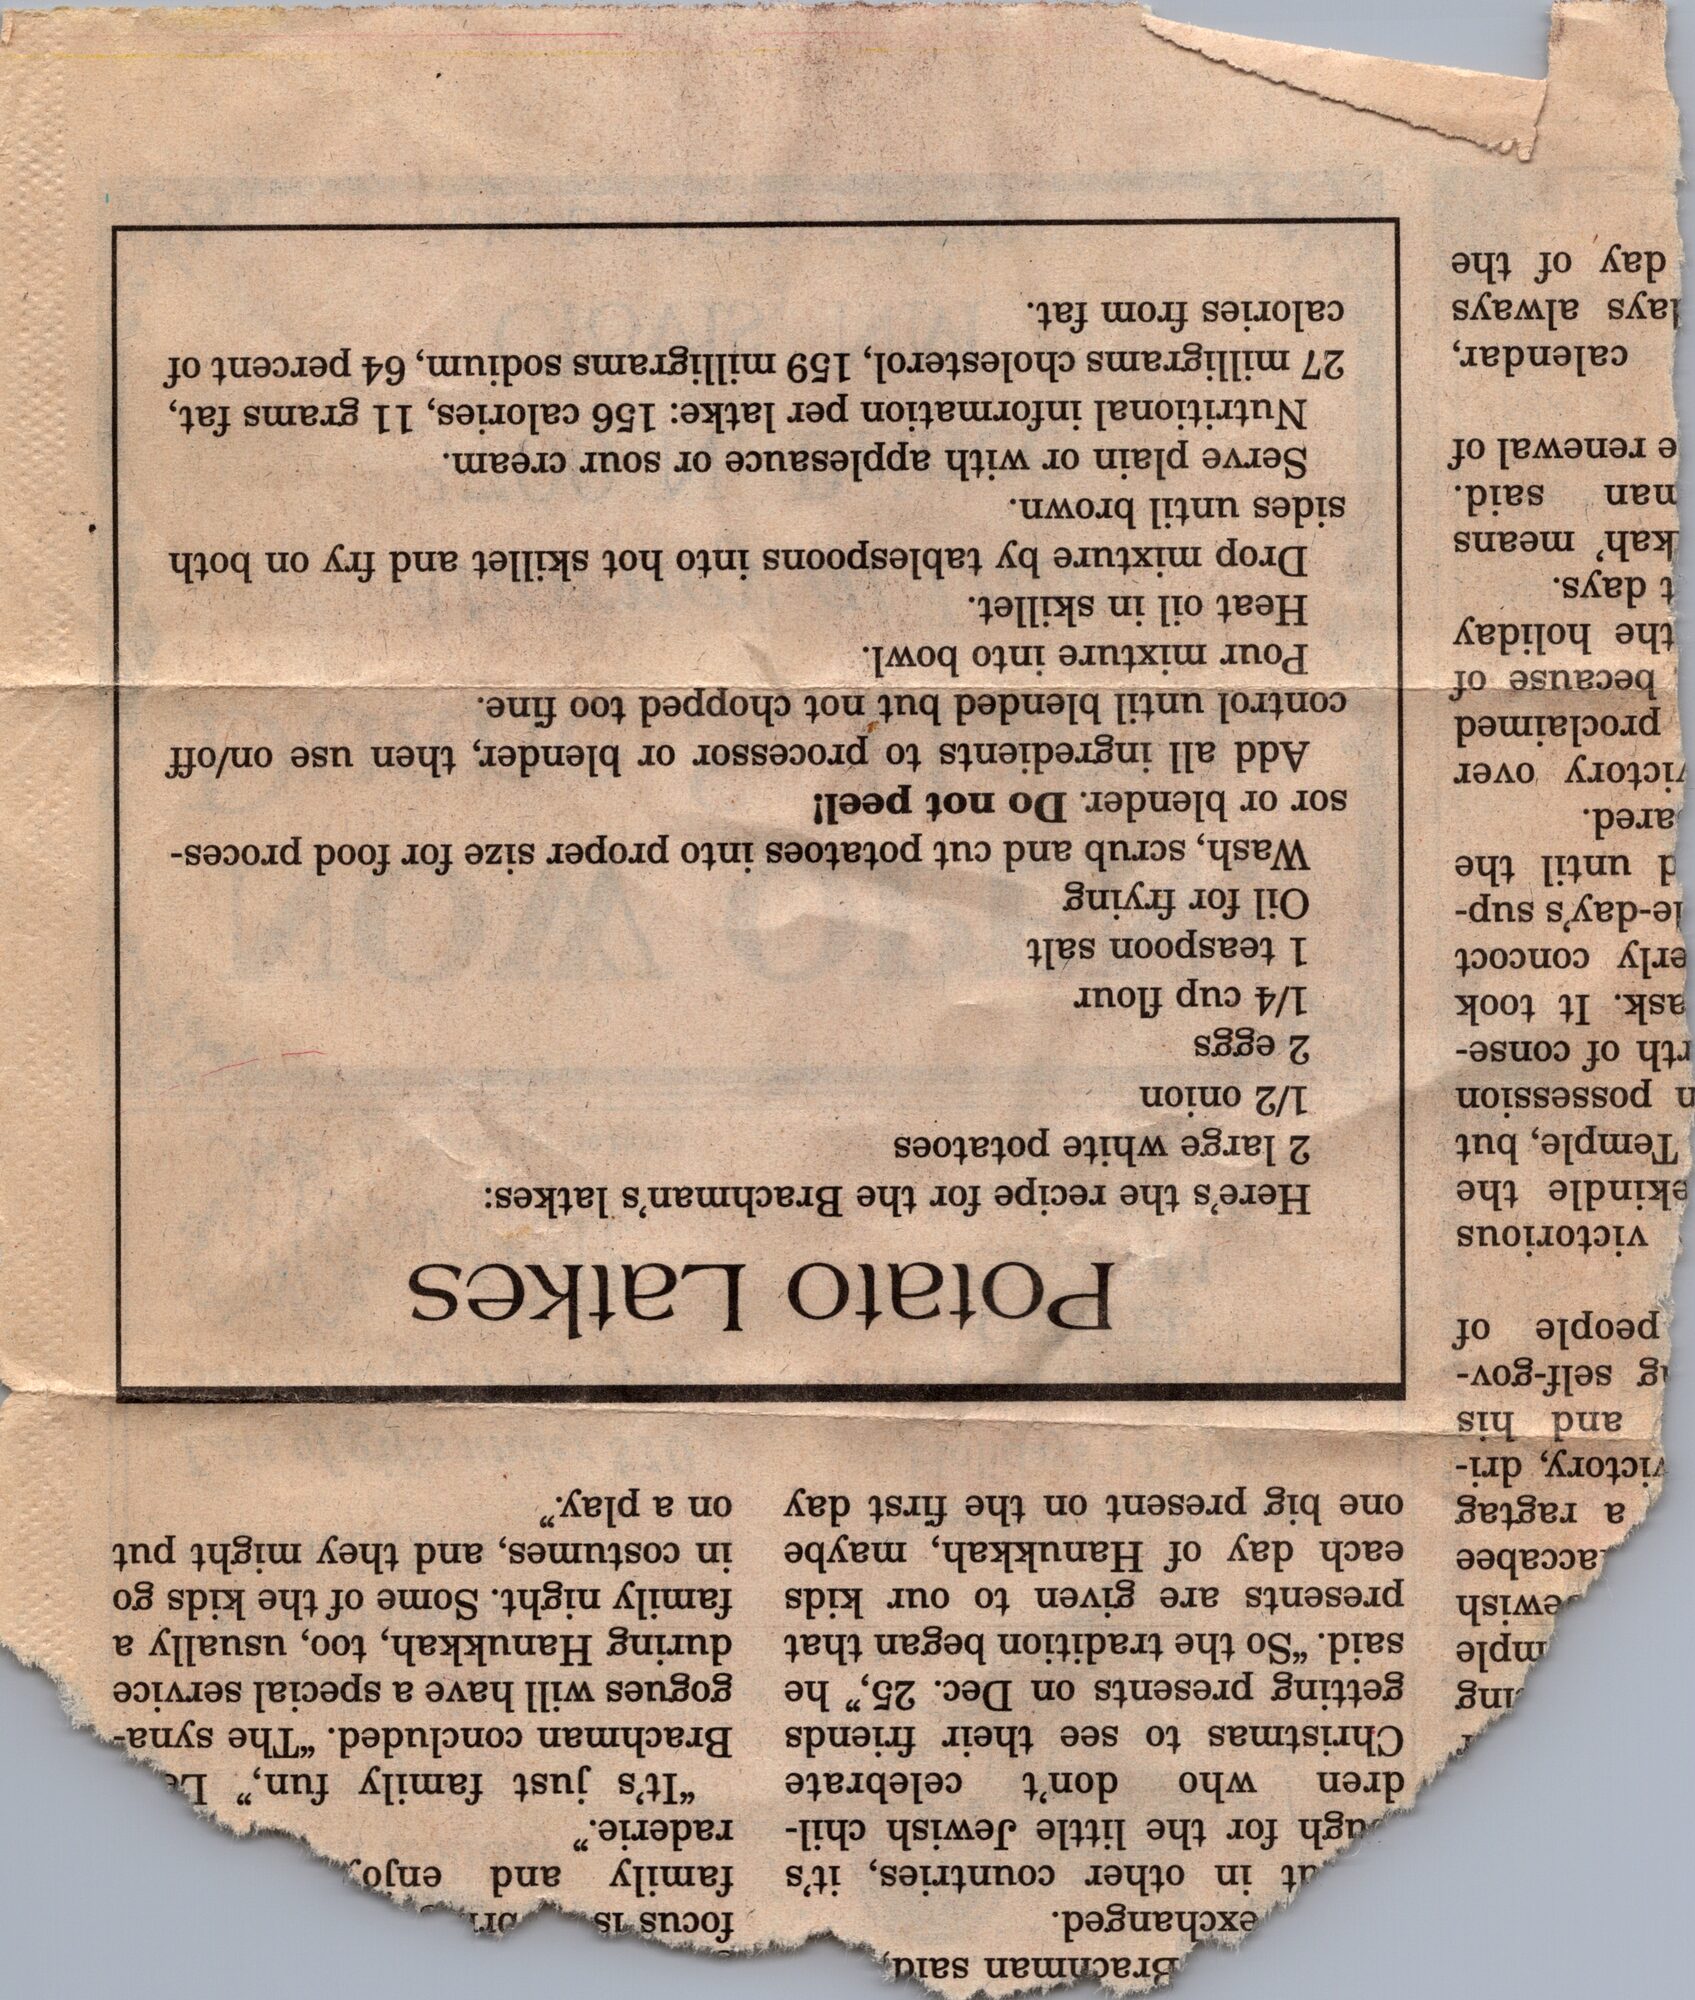 ing
mple
ewish
accabee
a ragtag
victory, dri-
and his
g self-gov-
people of
victorious
ekindle the
Temple, but
n possession
rth of conse-
ask. It took
erly concoct
le-day's sup-
d until the
ared.
victory over
proclaimed
because of
the holiday
t days.
kah' means
man said.
e renewal of
calendar,
days always
day of the
Brachman said,
exchanged.
ut in other countries, it's
ough for the little Jewish chil-
dren who don't celebrate
Christmas to see their friends
getting presents on Dec. 25," he
said. "So the tradition began that
presents are given to our kids
each day of Hanukkah, maybe
one big present on the first day
focus is
family and enjoy
raderie."
"It's just family fun,"
Brachman concluded. "The syna-
gogues will have a special service
during Hanukkah, too, usually a
family night. Some of the kids go
in costumes, and they might put
on a play."
Potato Latkes
Here's the recipe for the Brachman's latkes:
2 large white potatoes
1/2 onion
2 eggs
1/4 cup flour
1 teaspoon salt
Oil for frying
Wash, scrub and cut potatoes into proper size for food proces-
sor or blender. Do not peel!
Add all ingredients to processor or blender, then use on/off
control until blended but not chopped too fine.
Pour mixture into bowl.
Heat oil in skillet.
Drop mixture by tablespoons into hot skillet and fry on both
sides until brown.
Serve plain or with applesauce or sour cream.
Nutritional information per latke: 156 calories, 11 grams fat,
27 milligrams cholesterol, 159 milligrams sodium, 64 percent of
calories from fat.